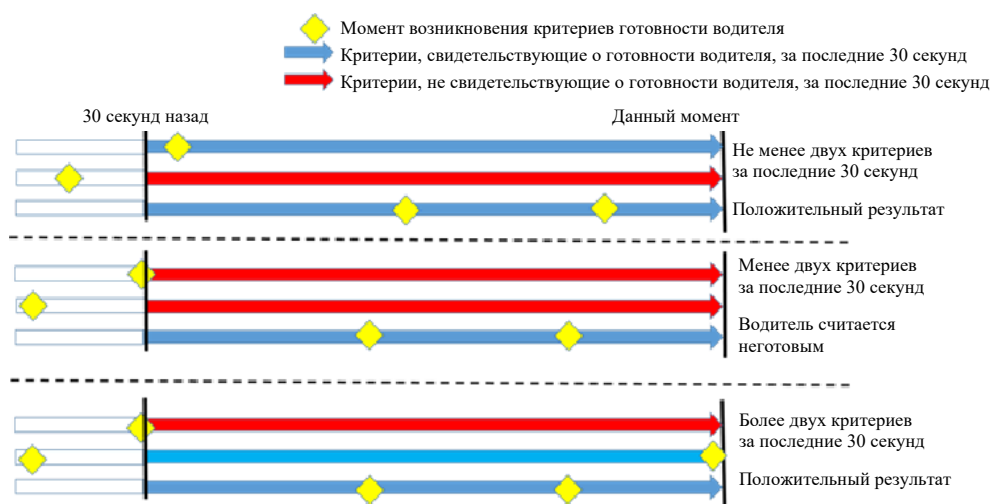 Момент возникновения критериев готовности водителя
Критерии, свидетельствующие о готовности водителя, за последние 30 секунд
Критерии, не свидетельствующие о готовности водителя, за последние 30 секунд
30 секунд назад
Данный момент
Не менее двух критериев
за последние 30 секунд
Положительный результат
Менее двух критериев
за последние 30 секунд
Водитель считается
неготовым
Более двух критериев
за последние 30 секунд
Положительный результат